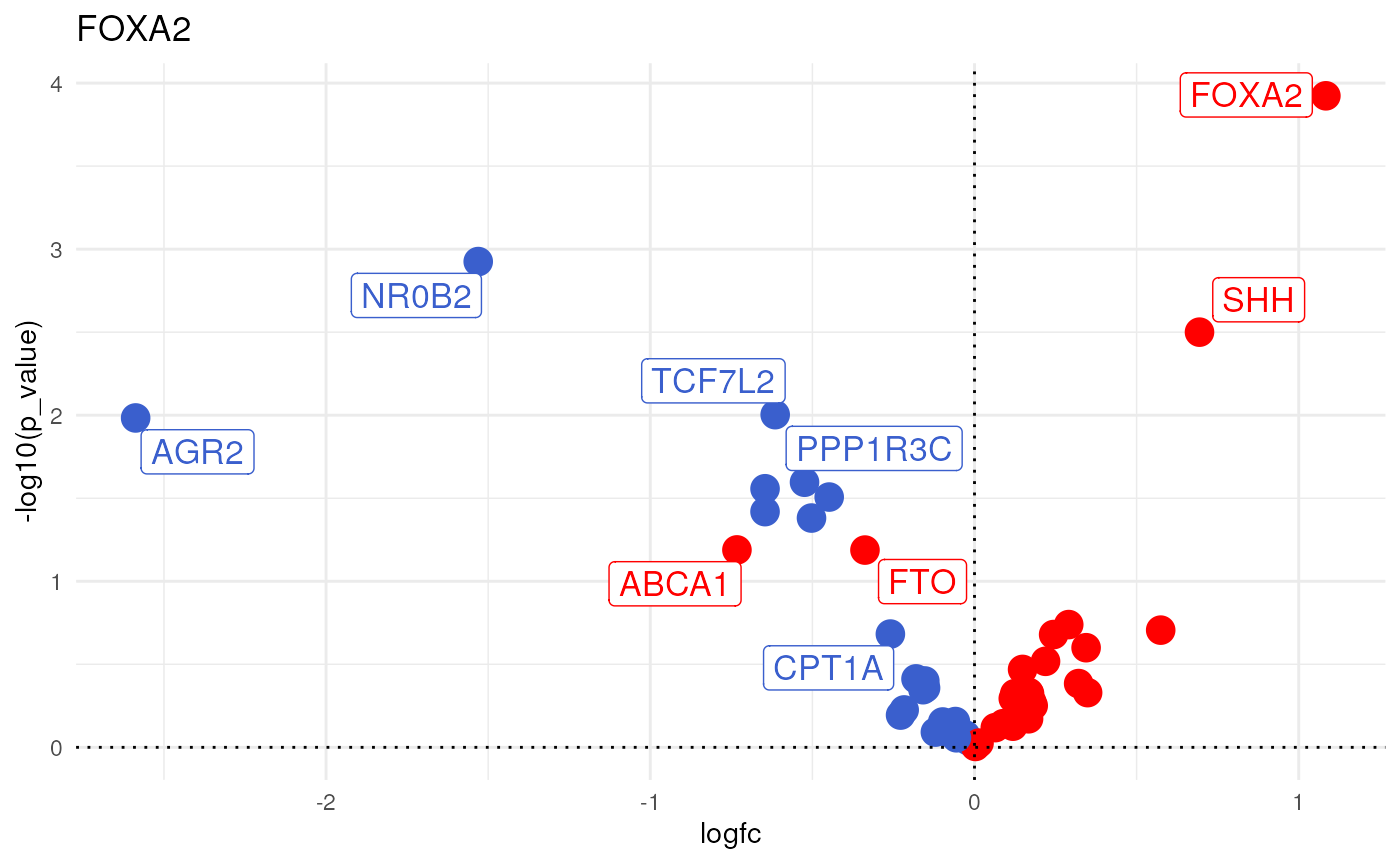 FOXA2
4
3
2
1
0
-log10(p_value)
FOXA2
SHH
NR0B2
TCF7L2
PPP1R3C
AGR2
ABCA1
FTO
CPT1A
-2
-1
0
1
logfc